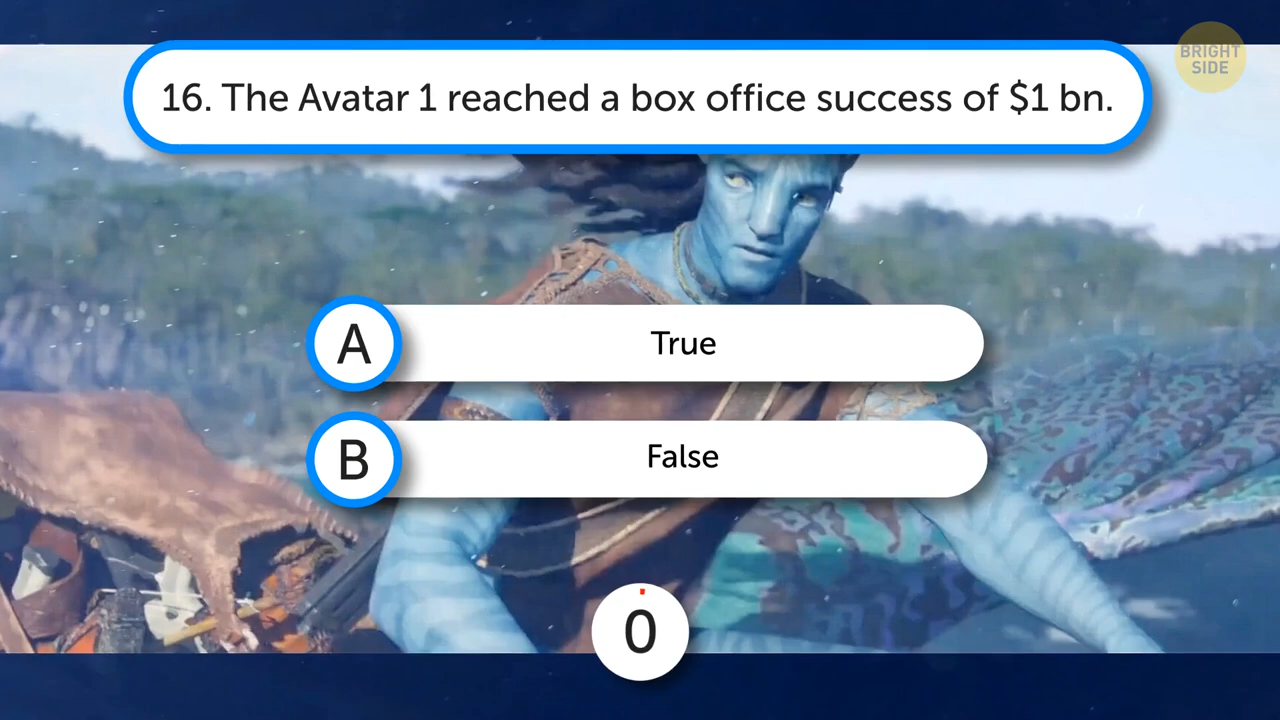 BRIGHT
SIDE
16. The Avatar 1 reached a box office success of $1 bn.
A
True
B
False
0